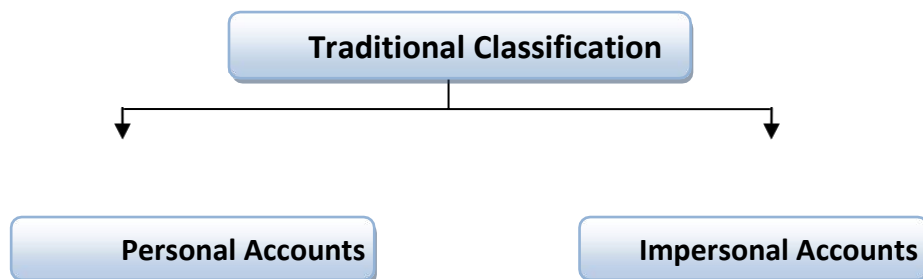 Traditional Classification
Personal Accounts
Impersonal Accounts